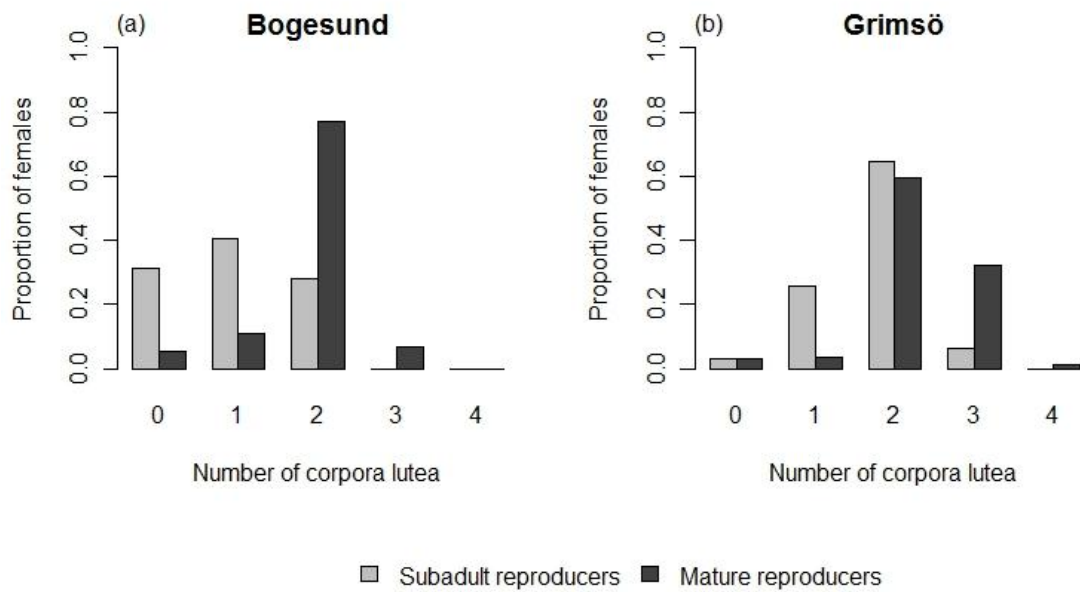 (a) Bogesund
Proportion of females
1.0
0.8
0.6
0.4
0.2
0.0
0 1 2 3 4
Number of corpora lutea
(b) Grimsö
Proportion of females
1.0
0.8
0.6
0.4
0.2
0.0
0 1 2 3 4
Number of corpora lutea
Subadult reproducers Mature reproducers